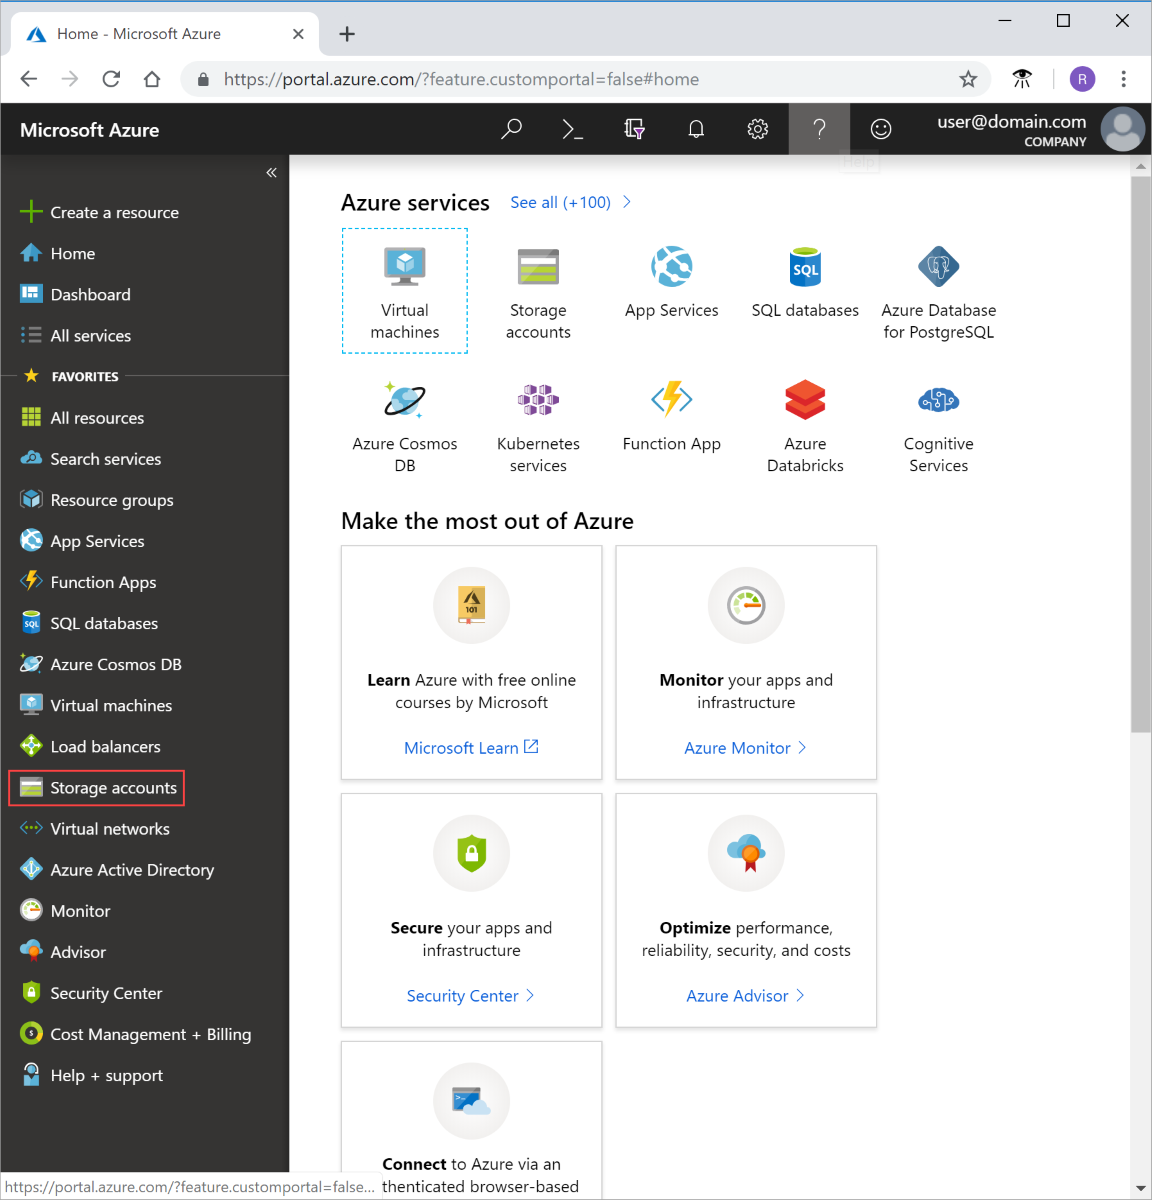 Home - Microsoft Azure
https://portal.azure.com/?feature.customportal=false#home
R
Microsoft Azure
user@domain.com
COMPANY
Help
Create a resource
Home
Dashboard
All services
FAVORITES
All resources
Search services
Resource groups
App Services
Function Apps
SQL
SQL databases
Azure Cosmos DB
Virtual machines
Load balancers
Storage accounts
Virtual networks
Azure Active Directory
Monitor
Advisor
Security Center
Cost Management + Billing
Help + support
Azure services
See all (+100)
Virtual
machines
Storage
accounts
App Services
SQL
SQL databases
Azure Database
for PostgreSQL
Azure Cosmos
DB
Kubernetes
services
Function App
Azure
Databricks
Cognitive
Services
Make the most out of Azure
101
Learn Azure with free online
courses by Microsoft
Microsoft Learn
Monitor your apps and
infrastructure
Azure Monitor
Secure your apps and
infrastructure
Security Center
Optimize performance,
reliability, security, and costs
Azure Advisor
Connect to Azure via an
thenticated browser-based
https://portal.azure.com/?feature.customportal=false...